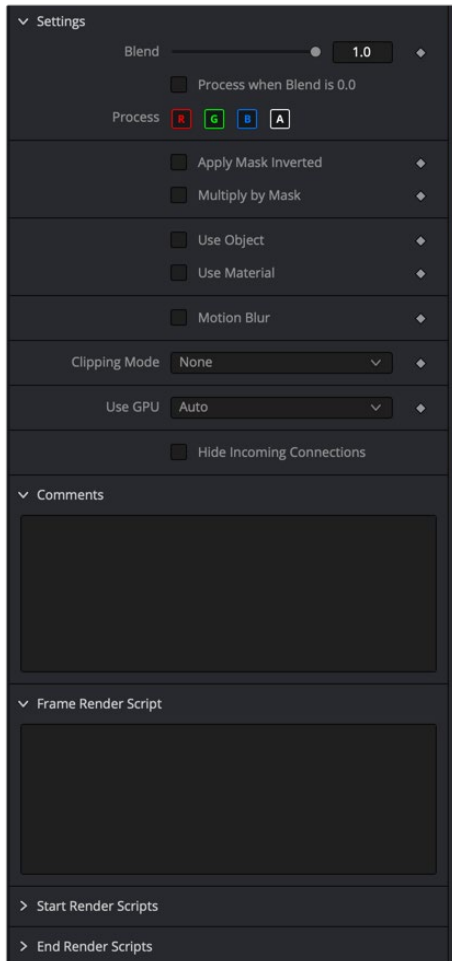 Settings
Blend 1.0
Process when Blend is 0.0
Process R G B A
Apply Mask Inverted
Multiply by Mask
Use Object
Use Material
Motion Blur
Clipping Mode None
Use GPU Auto
Hide Incoming Connections
Comments
Frame Render Script
Start Render Scripts
End Render Scripts